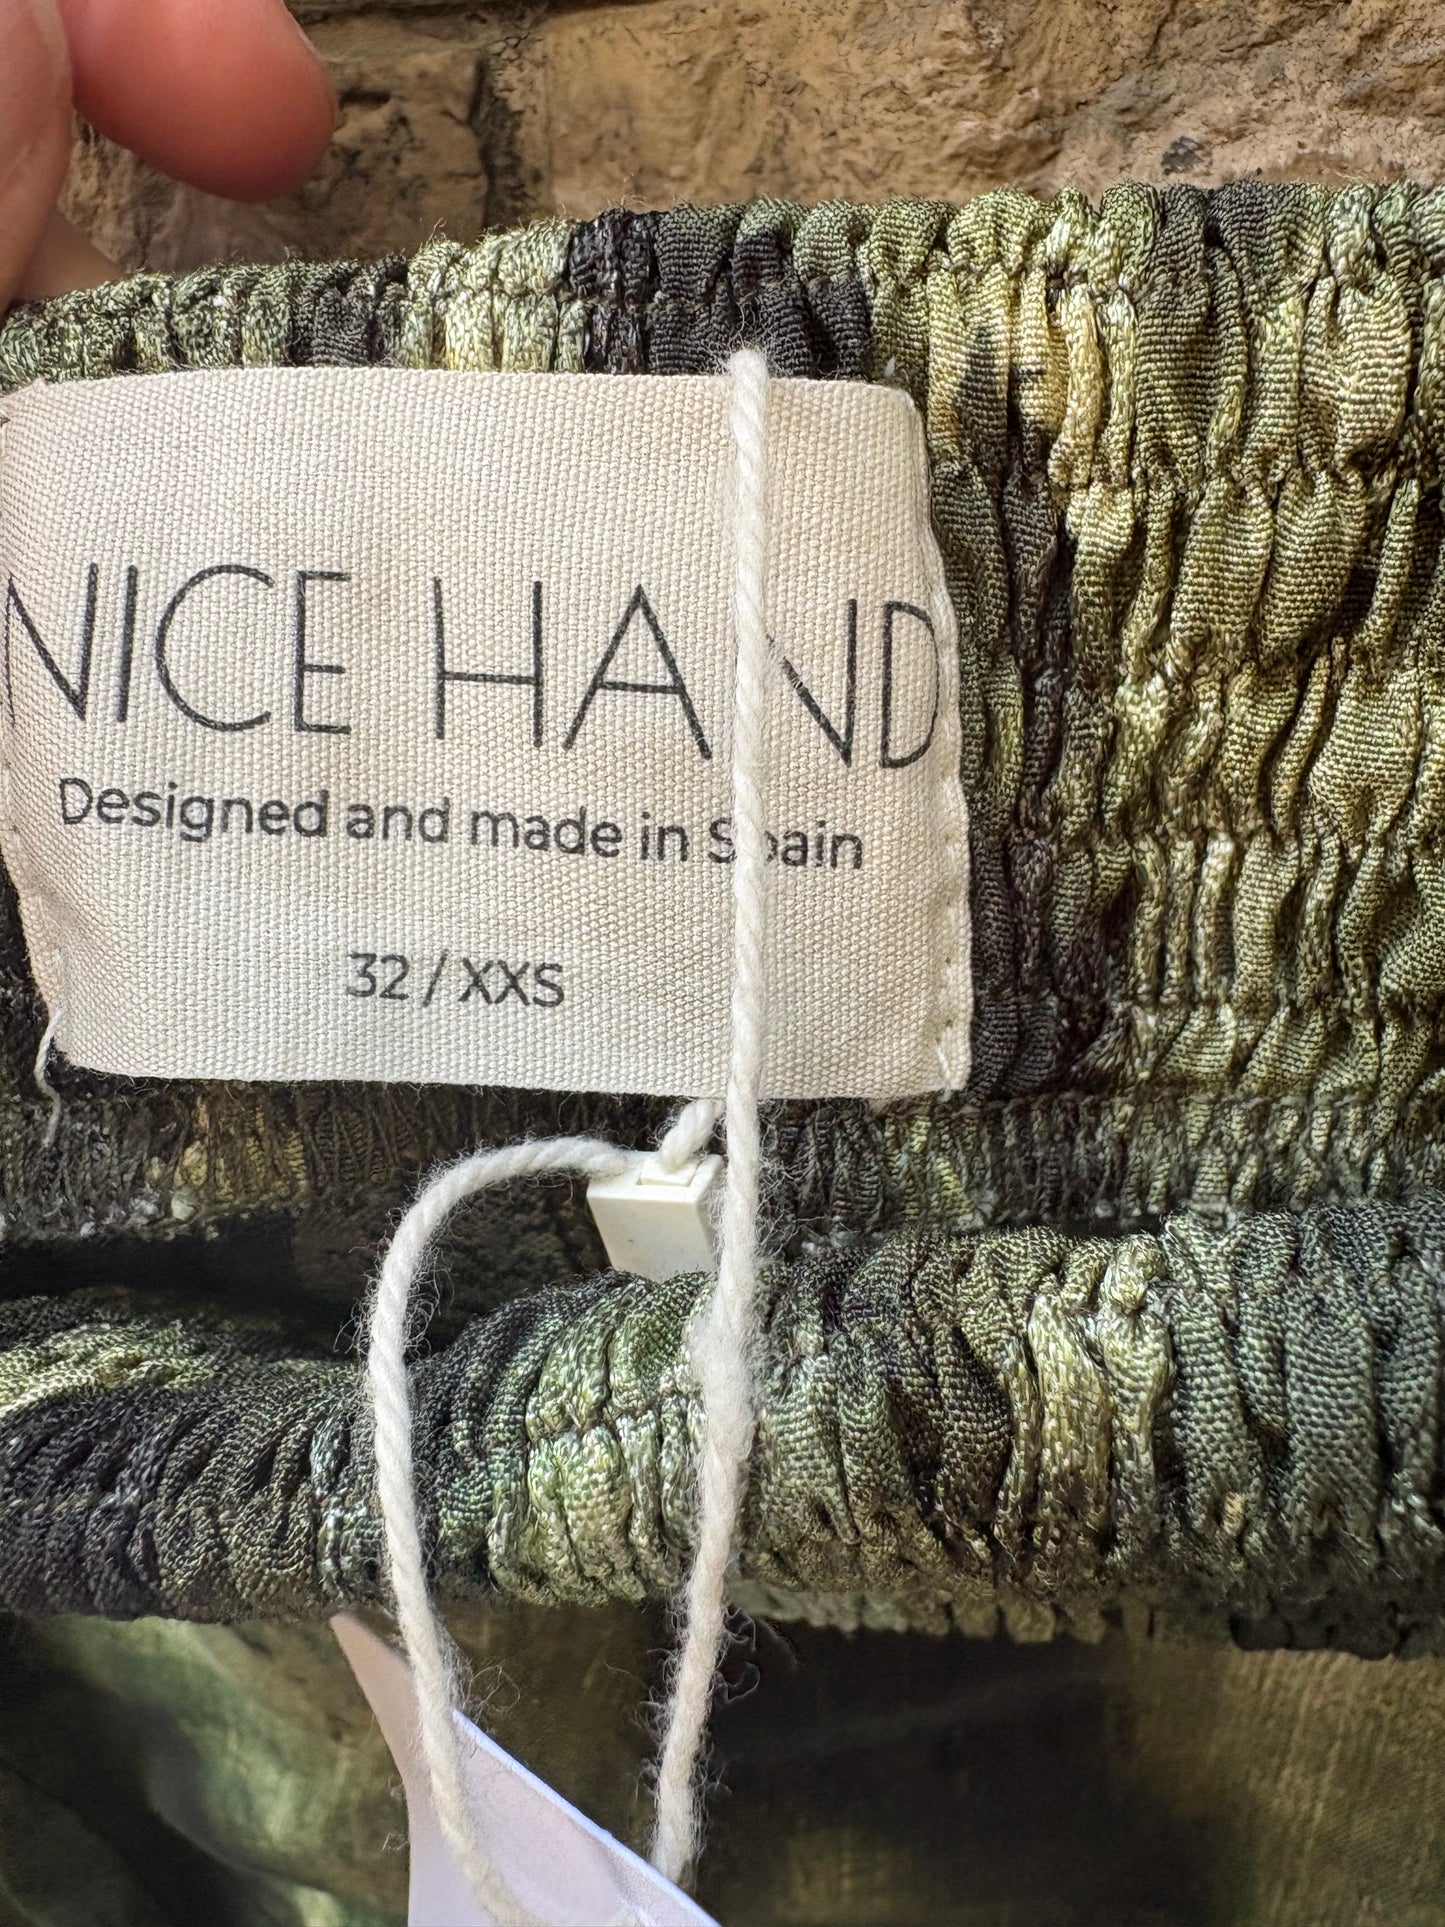 NICE HAND
Designed and made in Spain
32 / XXS